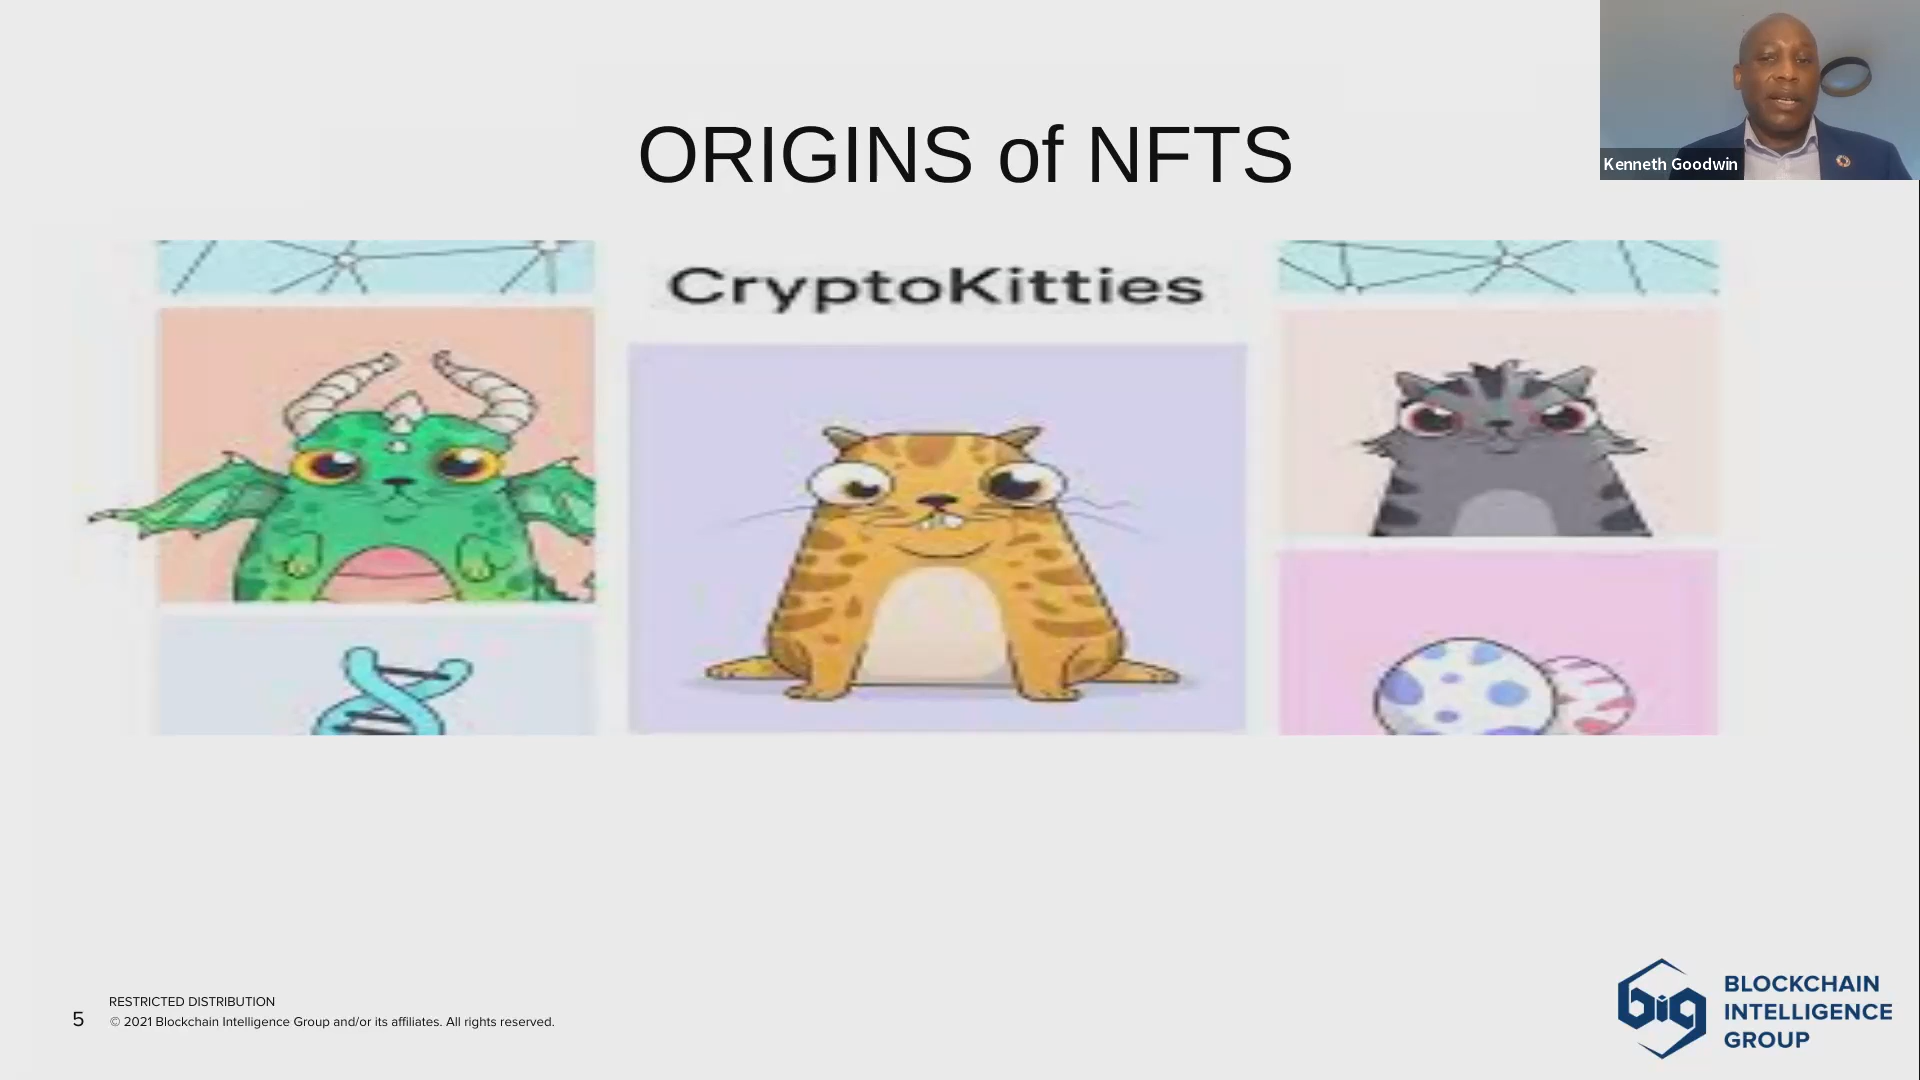 ORIGINS of NFTS
Kenneth Goodwin
CryptoKitties
RESTRICTED DISTRIBUTION
5
© 2021 Blockchain Intelligence Group and/or its affiliates. All rights reserved.
big
BLOCKCHAIN
INTELLIGENCE
GROUP